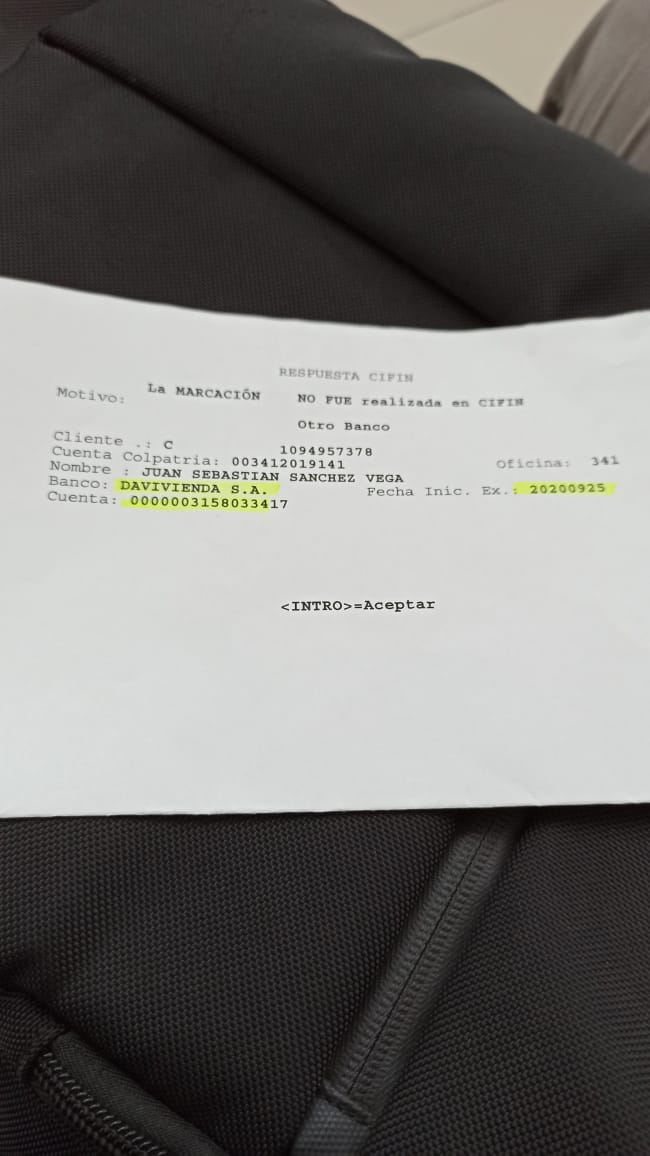 RESPUESTA CIFIN
Motivo: La MARCACIÓN NO FUE realizada en CIFIN
Otro Banco
Cliente .: C 1094957378
Cuenta Colpatria: 003412019141 Oficina: 341
Nombre : JUAN SEBASTIAN SANCHEZ VEGA
Banco: DAVIVIENDA S.A. Fecha Inic. Ex.: 20200925
Cuenta: 0000003158033417
<INTRO>=Aceptar